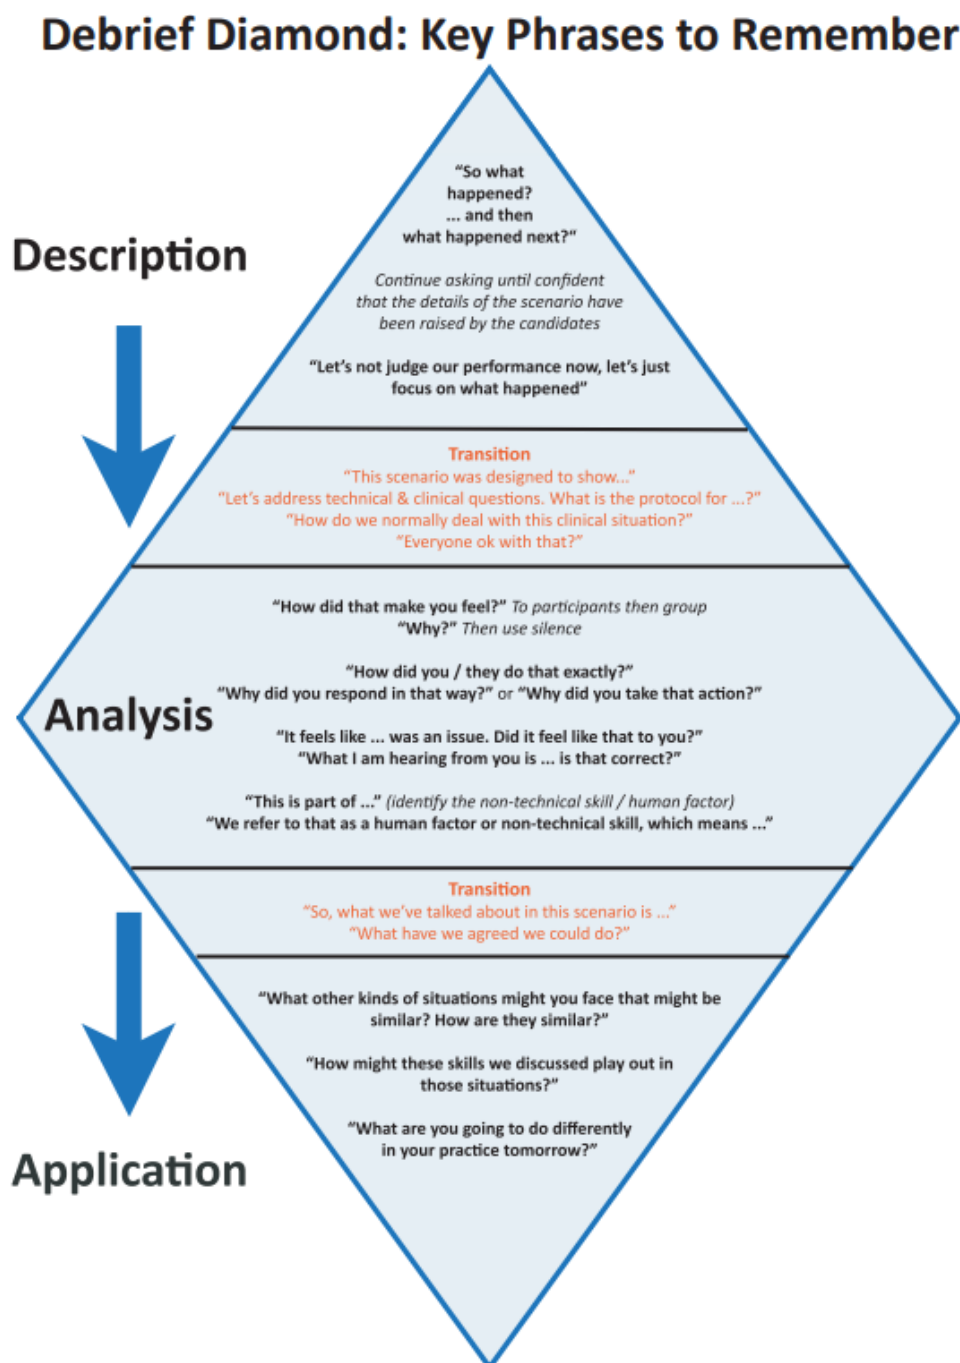 Debrief Diamond: Key Phrases to Remember
“So what
happened?
... and then
what happened next?“
Description
Continue asking until confident
that the details of the scenario have
been raised by the candidates
“Let’s not judge our performance now, let’s just
focus on what happened”
Transition
“This scenario was designed to show...”
“Let’s address technical & clinical questions. What is the protocol for ...?”
“How do we normally deal with this clinical situation?”
“Everyone ok with that?”
“How did that make you feel?” To participants then group
“Why?” Then use silence
“How did you / they do that exactly?”
“Why did you respond in that way?” or “Why did you take that action?”
Analysis
“It feels like ... was an issue. Did it feel like that to you?”
“What I am hearing from you is ... is that correct?”
“This is part of ...” (identify the non-technical skill / human factor)
“We refer to that as a human factor or non-technical skill, which means ...”
Transition
“So, what we’ve talked about in this scenario is ...”
“What have we agreed we could do?”
“What other kinds of situations might you face that might be
similar? How are they similar?”
“How might these skills we discussed play out in
those situations?”
“What are you going to do differently
in your practice tomorrow?”
Application